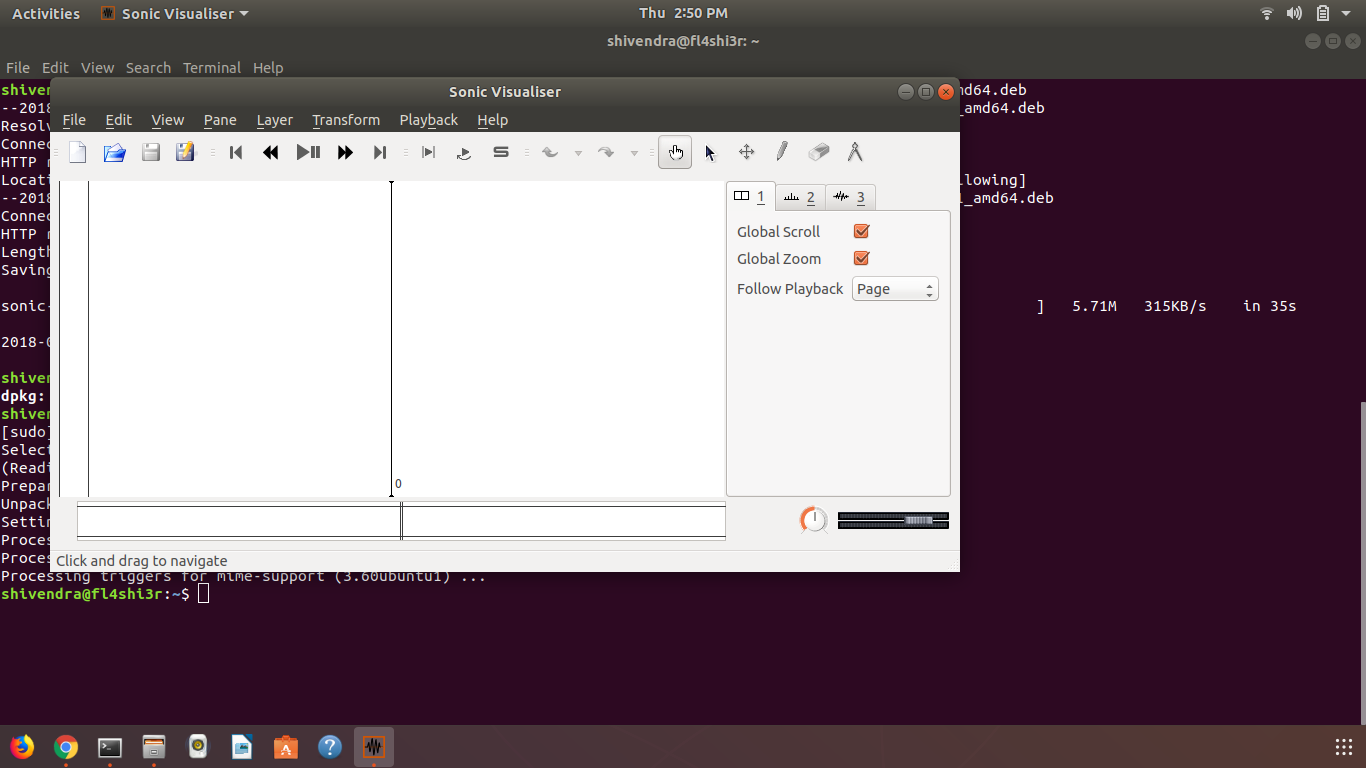 Activities Sonic Visualiser Thu 2:50 PM
shivendra@fl4shi3r: ~
File Edit View Search Terminal Help
Sonic Visualiser
File Edit View Pane Layer Transform Playback Help
1 2 3
Global Scroll
Global Zoom
Follow Playback Page
0
Click and drag to navigate
shiven md64.deb
--2018 _amd64.deb
Resolv
Connec
HTTP r
Locati llowing]
--2018 1_amd64.deb
Connec
HTTP r
Length
Saving
sonic- ] 5.71M 315KB/s in 35s
2018-0
shiven
dpkg:
shiven
[sudo]
Select
(Readi
Prepar
Unpack
Settin
Proces
Proces
Processing triggers for mime-support (3.60ubuntu1) ...
shivendra@fl4shi3r:~$